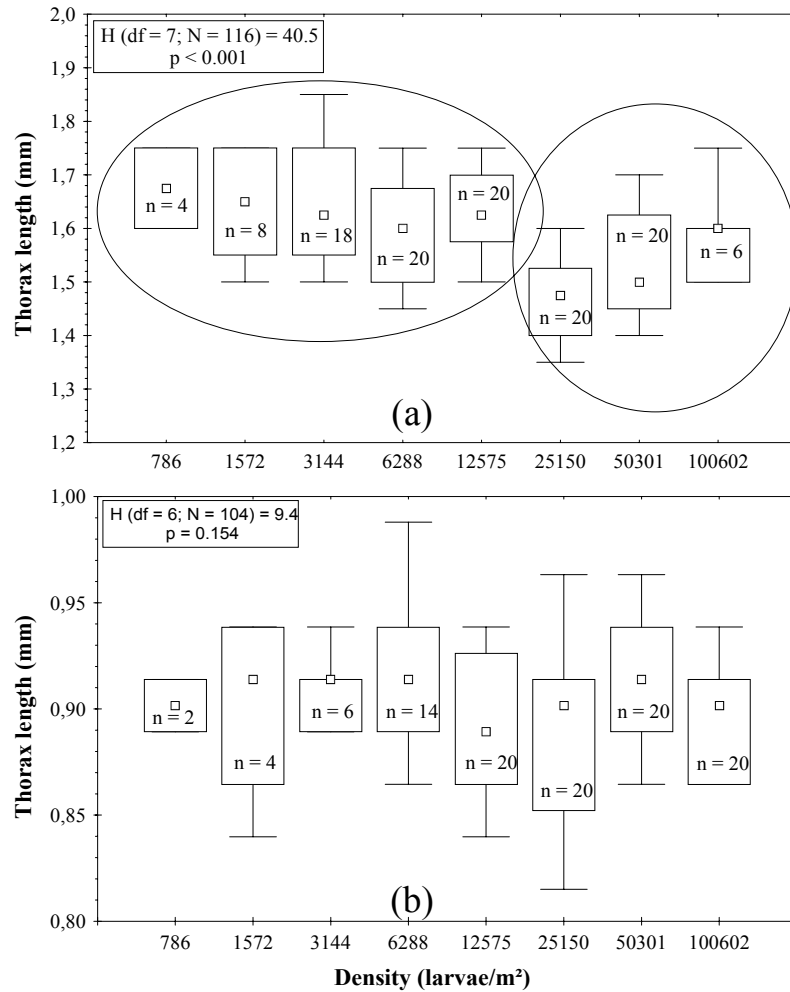 2,0
H (df = 7; N = 116) = 40.5
p < 0.001
1,9
1,8
1,7
1,6
1,5
1,4
1,3
1,2
Thorax length (mm)
n = 4
n = 8
n = 18
n = 20
n = 20
n = 20
n = 20
n = 6
(a)
786 1572 3144 6288 12575 25150 50301 100602
1,00
H (df = 6; N = 104) = 9.4
p = 0.154
0,95
0,90
0,85
0,80
Thorax length (mm)
n = 2
n = 4
n = 6
n = 14
n = 20
n = 20
n = 20
n = 20
(b)
786 1572 3144 6288 12575 25150 50301 100602
Density (larvae/m²)